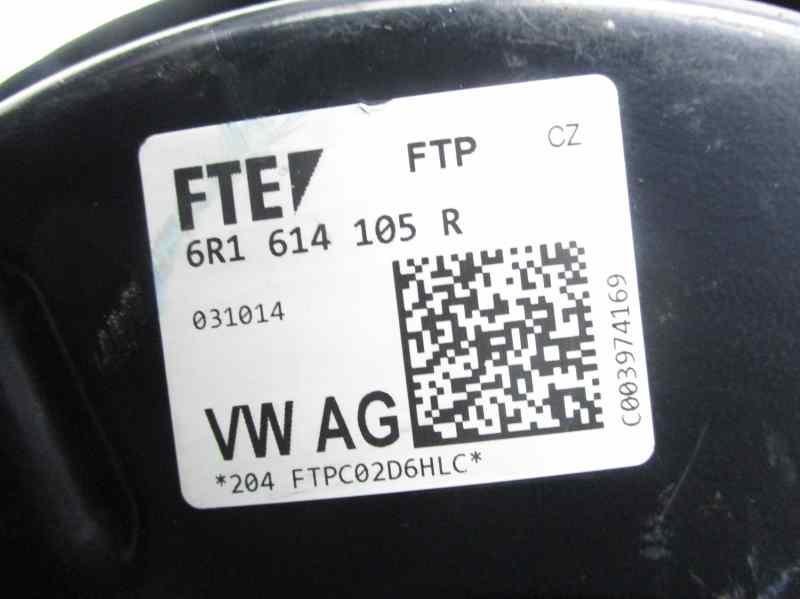 FTE FTP CZ
6R1 614 105 R
031014
C003974169
VW AG
*204 FTPC02D6HLC*